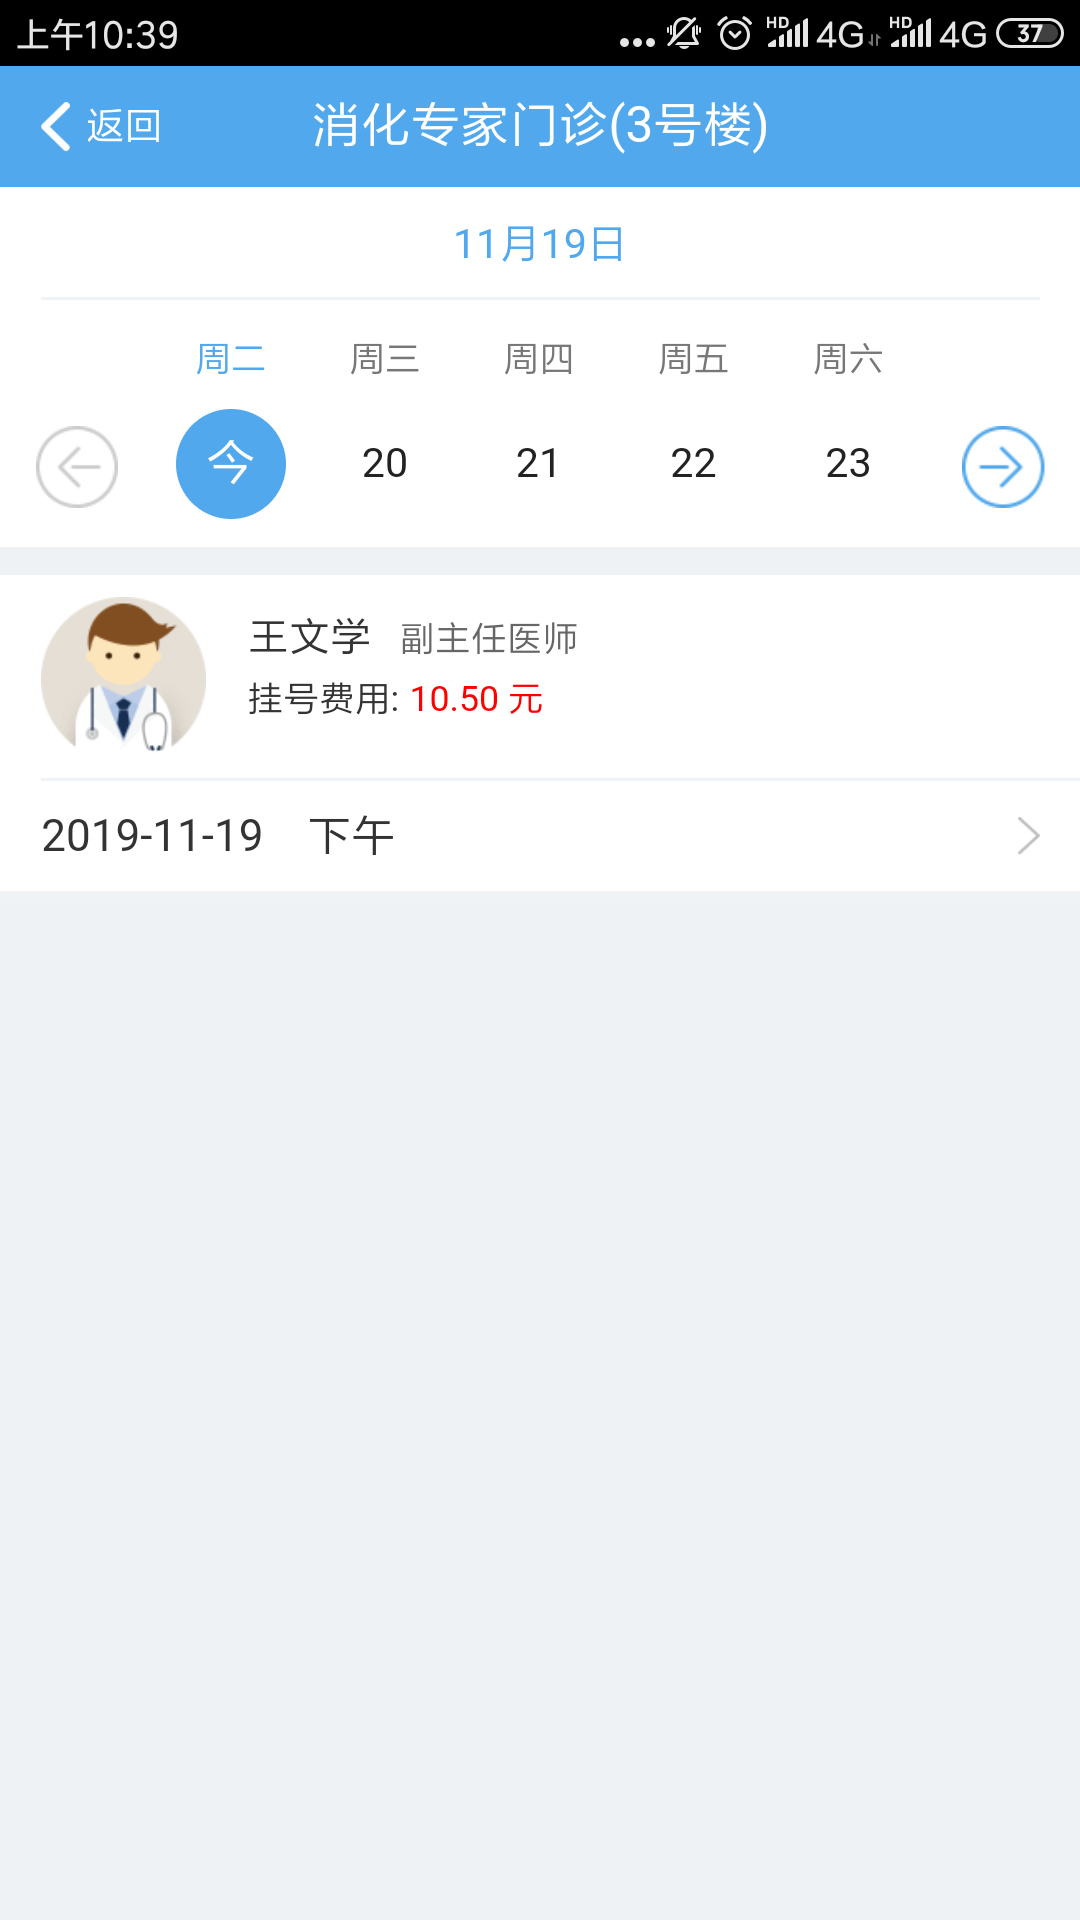 上午10:39 HD 4G HD 4G 37
返回 消化专家门诊(3号楼)
11月19日
周二 周三 周四 周五 周六
今 20 21 22 23
王文学 副主任医师
挂号费用: 10.50 元
2019-11-19 下午